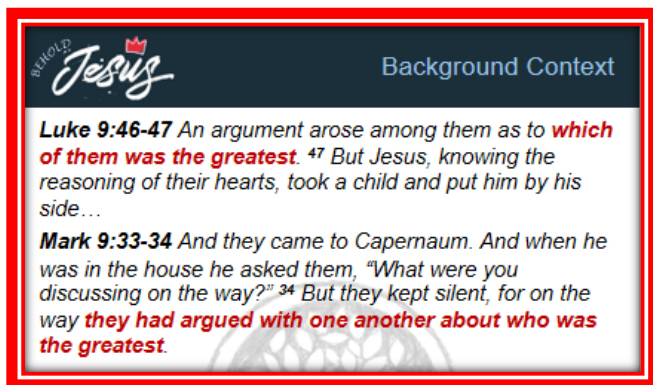 BEHOLD
Jesus
Background Context
Luke 9:46-47 An argument arose among them as to which
of them was the greatest. 47 But Jesus, knowing the
reasoning of their hearts, took a child and put him by his
side…
Mark 9:33-34 And they came to Capernaum. And when he
was in the house he asked them, “What were you
discussing on the way?” 34 But they kept silent, for on the
way they had argued with one another about who was
the greatest.